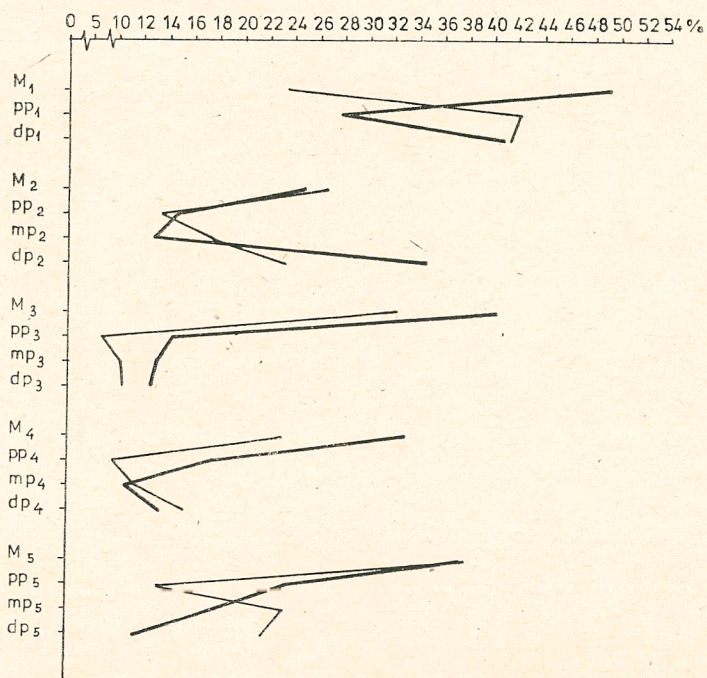 0 5 10 14 16 18 20 22 24 26 28 30 32 34 36 38 40 42 44 46 48 50 52 54 %
M₁
pp₁
dp₁
M₂
pp₂
mp₂
dp₂
M₃
pp₃
mp₃
dp₃
M₄
pp₄
mp₄
dp₄
M₅
pp₅
mp₅
dp₅